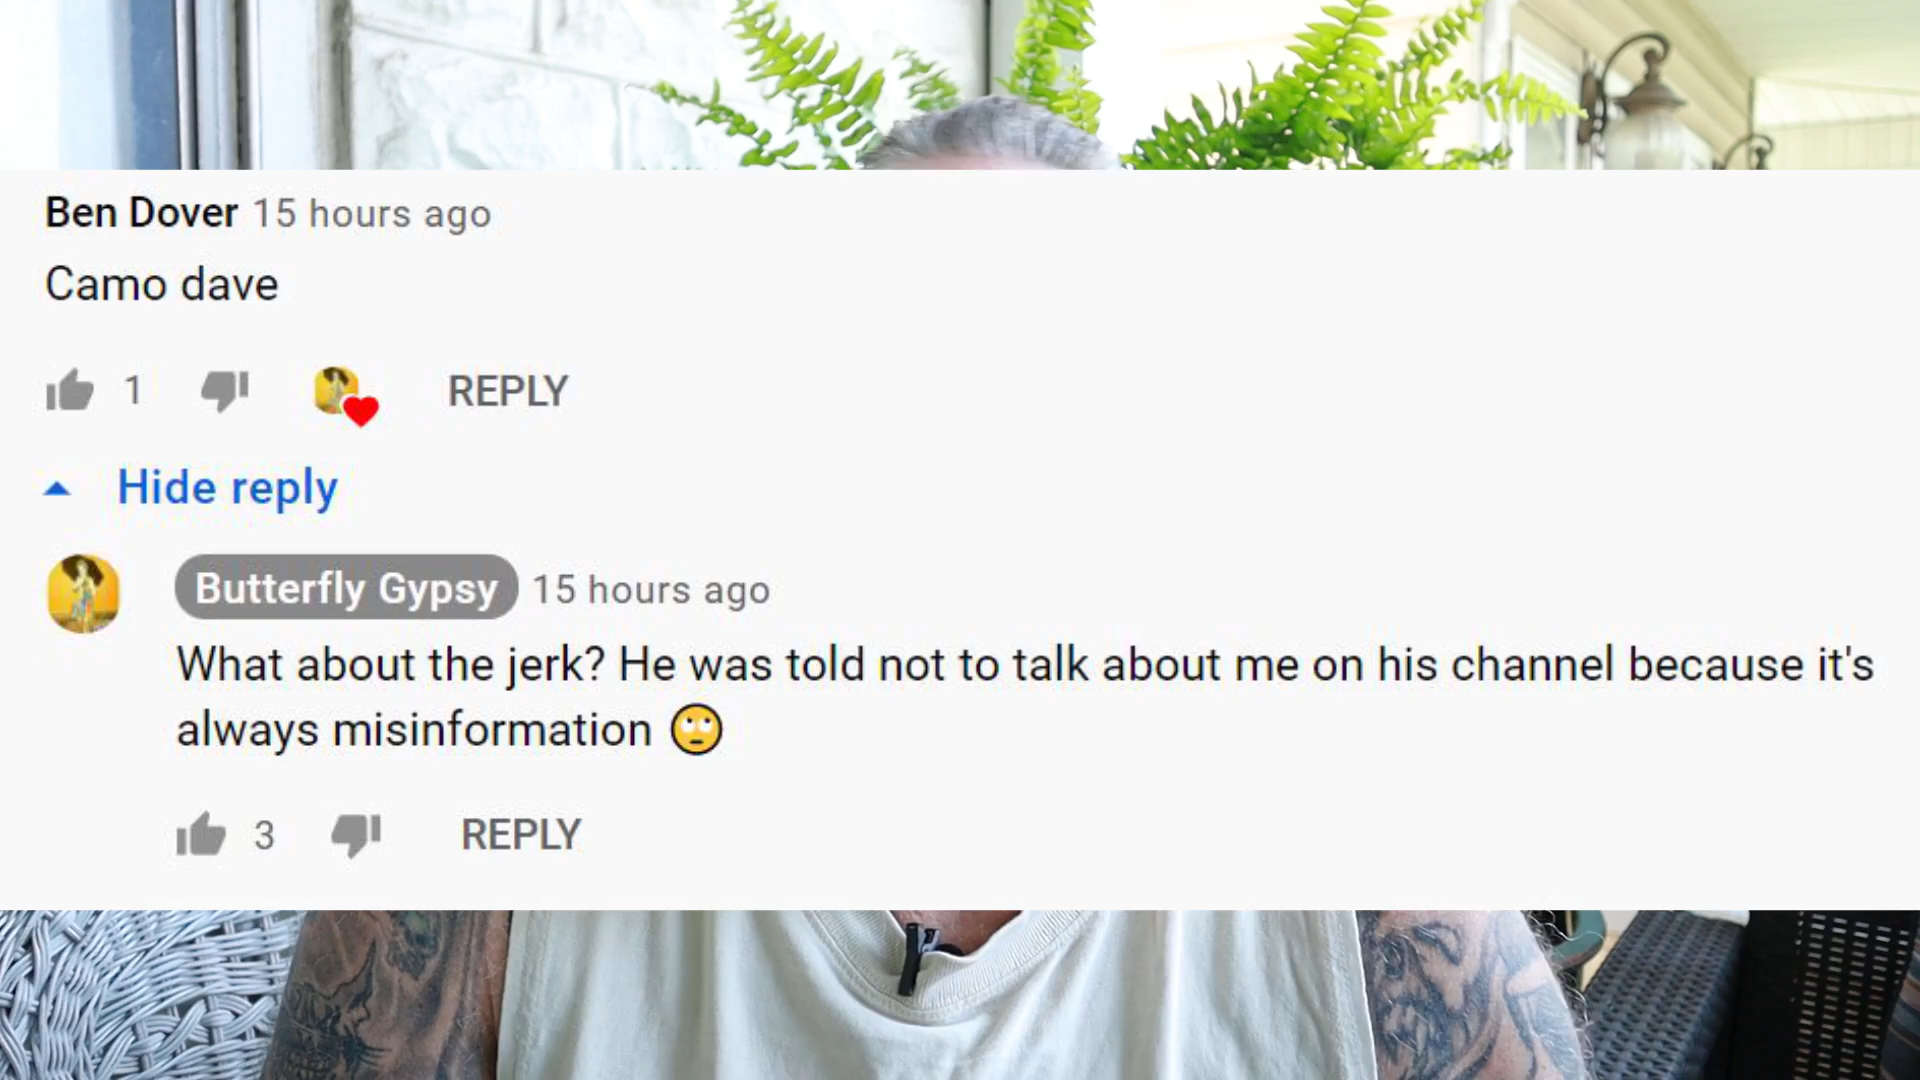 Ben Dover 15 hours ago
Camo dave
1 REPLY
Hide reply
Butterfly Gypsy 15 hours ago
What about the jerk? He was told not to talk about me on his channel because it's
always misinformation 🙄
3 REPLY